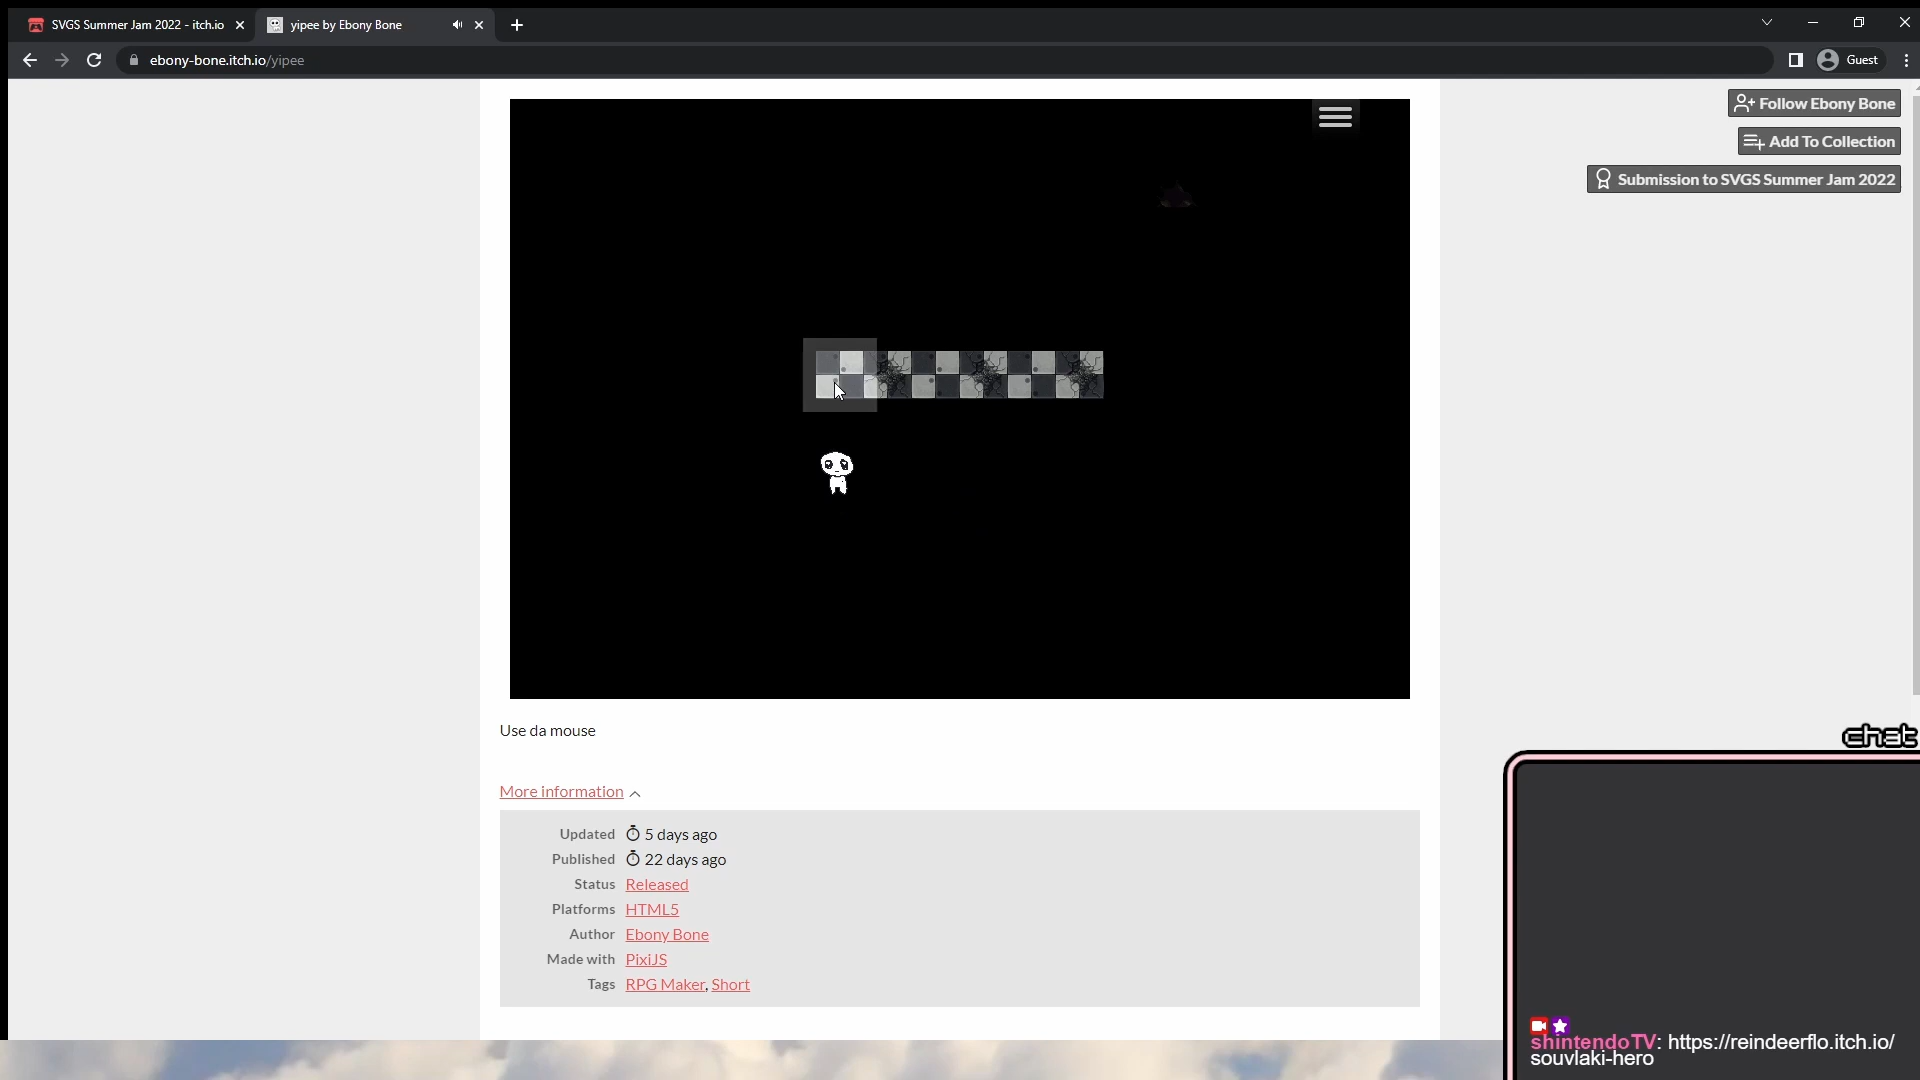 SVGS Summer Jam 2022 - itch.io
yipee by Ebony Bone
ebony-bone.itch.io/yipee
Guest
Follow Ebony Bone
Add To Collection
Submission to SVGS Summer Jam 2022
Use da mouse
More information
Updated 5 days ago
Published 22 days ago
Status Released
Platforms HTML5
Author Ebony Bone
Made with PixiJS
Tags RPG Maker, Short
chat
shintendoTV: https://reindeerflo.itch.io/
souvlaki-hero